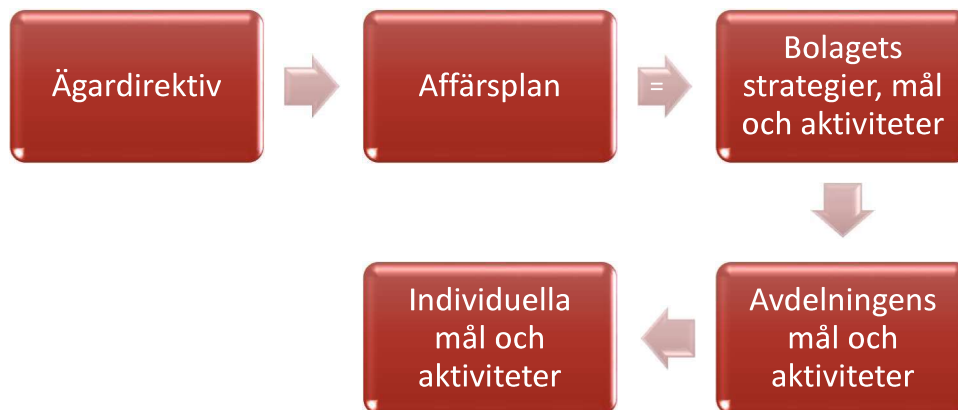 Ägardirektiv
Affärsplan
=
Bolagets
strategier, mål
och aktiviteter
Avdelningens
mål och
aktiviteter
Individuella
mål och
aktiviteter